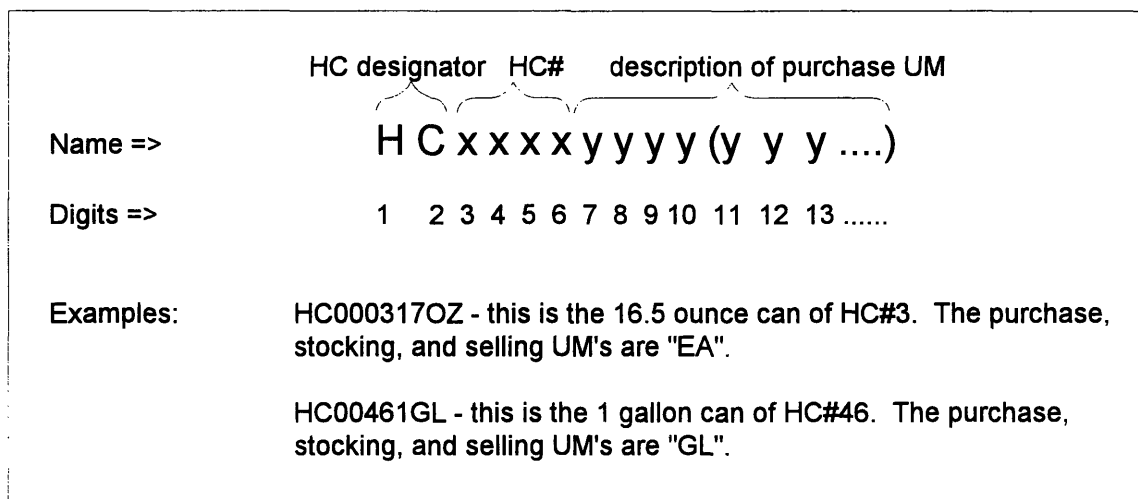 HC designator HC# description of purchase UM
Name => H C x x x x y y y y (y y y ....)
Digits => 1 2 3 4 5 6 7 8 9 10 11 12 13 ......
Examples: HC000317OZ - this is the 16.5 ounce can of HC#3. The purchase,
stocking, and selling UM's are "EA".
HC00461GL - this is the 1 gallon can of HC#46. The purchase,
stocking, and selling UM's are "GL".